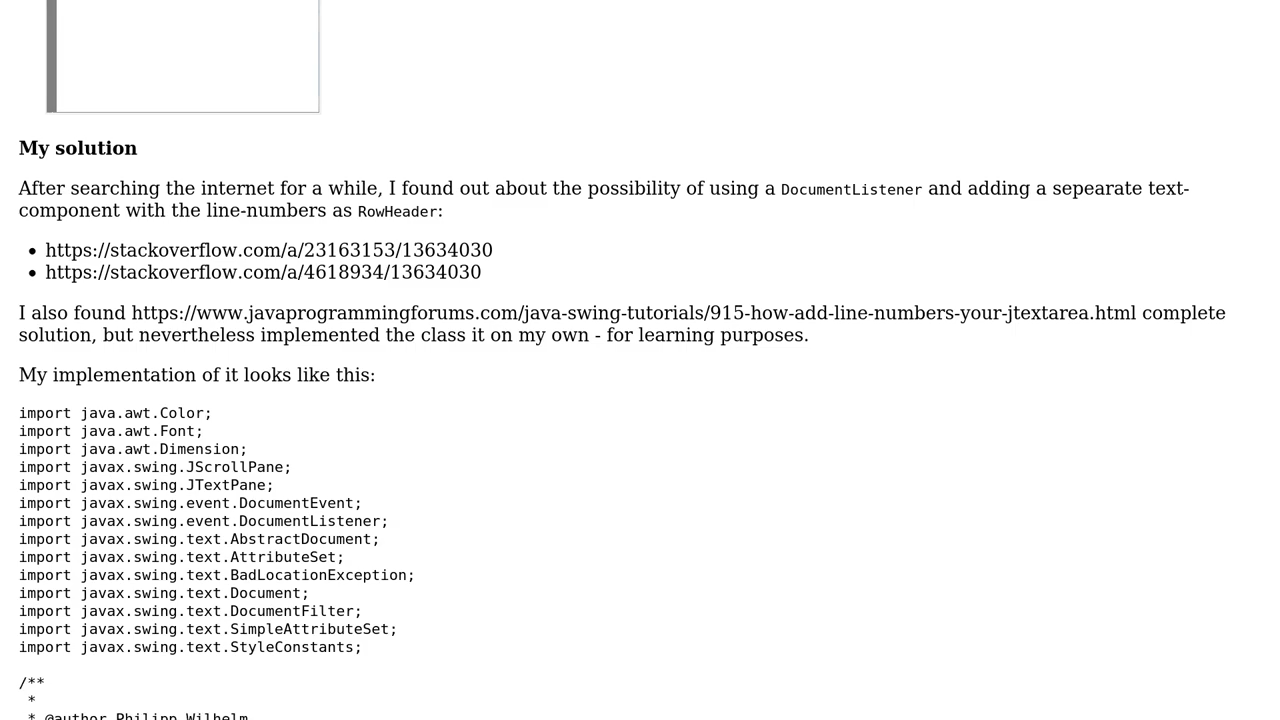 My solution
After searching the internet for a while, I found out about the possibility of using a DocumentListener and adding a sepearate text-
component with the line-numbers as RowHeader:
• https://stackoverflow.com/a/23163153/13634030
• https://stackoverflow.com/a/4618934/13634030
I also found https://www.javaprogrammingforums.com/java-swing-tutorials/915-how-add-line-numbers-your-jtextarea.html complete
solution, but nevertheless implemented the class it on my own - for learning purposes.
My implementation of it looks like this:
import java.awt.Color;
import java.awt.Font;
import java.awt.Dimension;
import javax.swing.JScrollPane;
import javax.swing.JTextPane;
import javax.swing.event.DocumentEvent;
import javax.swing.event.DocumentListener;
import javax.swing.text.AbstractDocument;
import javax.swing.text.AttributeSet;
import javax.swing.text.BadLocationException;
import javax.swing.text.Document;
import javax.swing.text.DocumentFilter;
import javax.swing.text.SimpleAttributeSet;
import javax.swing.text.StyleConstants;
/**
 *
 * @author Philipp Wilhelm